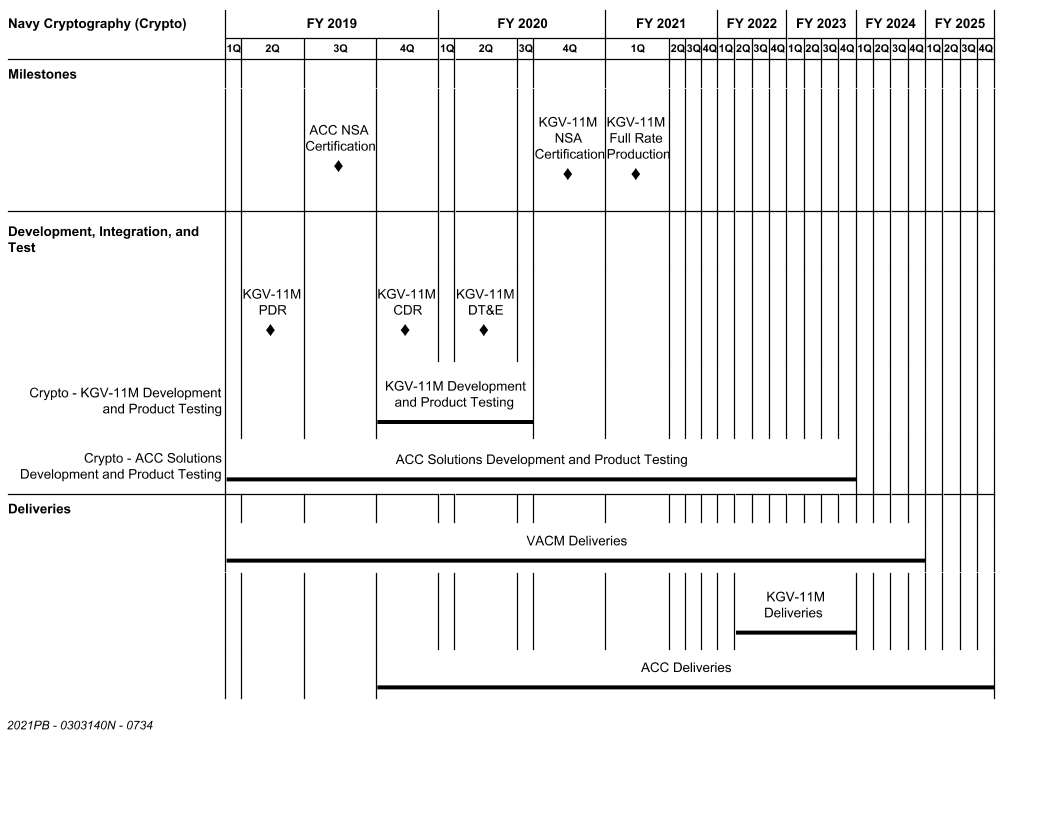 Navy Cryptography (Crypto)
FY 2019 FY 2020 FY 2021 FY 2022 FY 2023 FY 2024 FY 2025
1Q 2Q 3Q 4Q 1Q 2Q 3Q 4Q 1Q 2Q 3Q 4Q 1Q 2Q 3Q 4Q 1Q 2Q 3Q 4Q 1Q 2Q 3Q 4Q 1Q 2Q 3Q 4Q
Milestones
ACC NSA
Certification
KGV-11M
NSA
Certification
KGV-11M
Full Rate
Production
Development, Integration, and
Test
KGV-11M
PDR
KGV-11M
CDR
KGV-11M
DT&E
Crypto - KGV-11M Development
and Product Testing
KGV-11M Development
and Product Testing
Crypto - ACC Solutions
Development and Product Testing
ACC Solutions Development and Product Testing
Deliveries
VACM Deliveries
KGV-11M
Deliveries
ACC Deliveries
2021PB - 0303140N - 0734